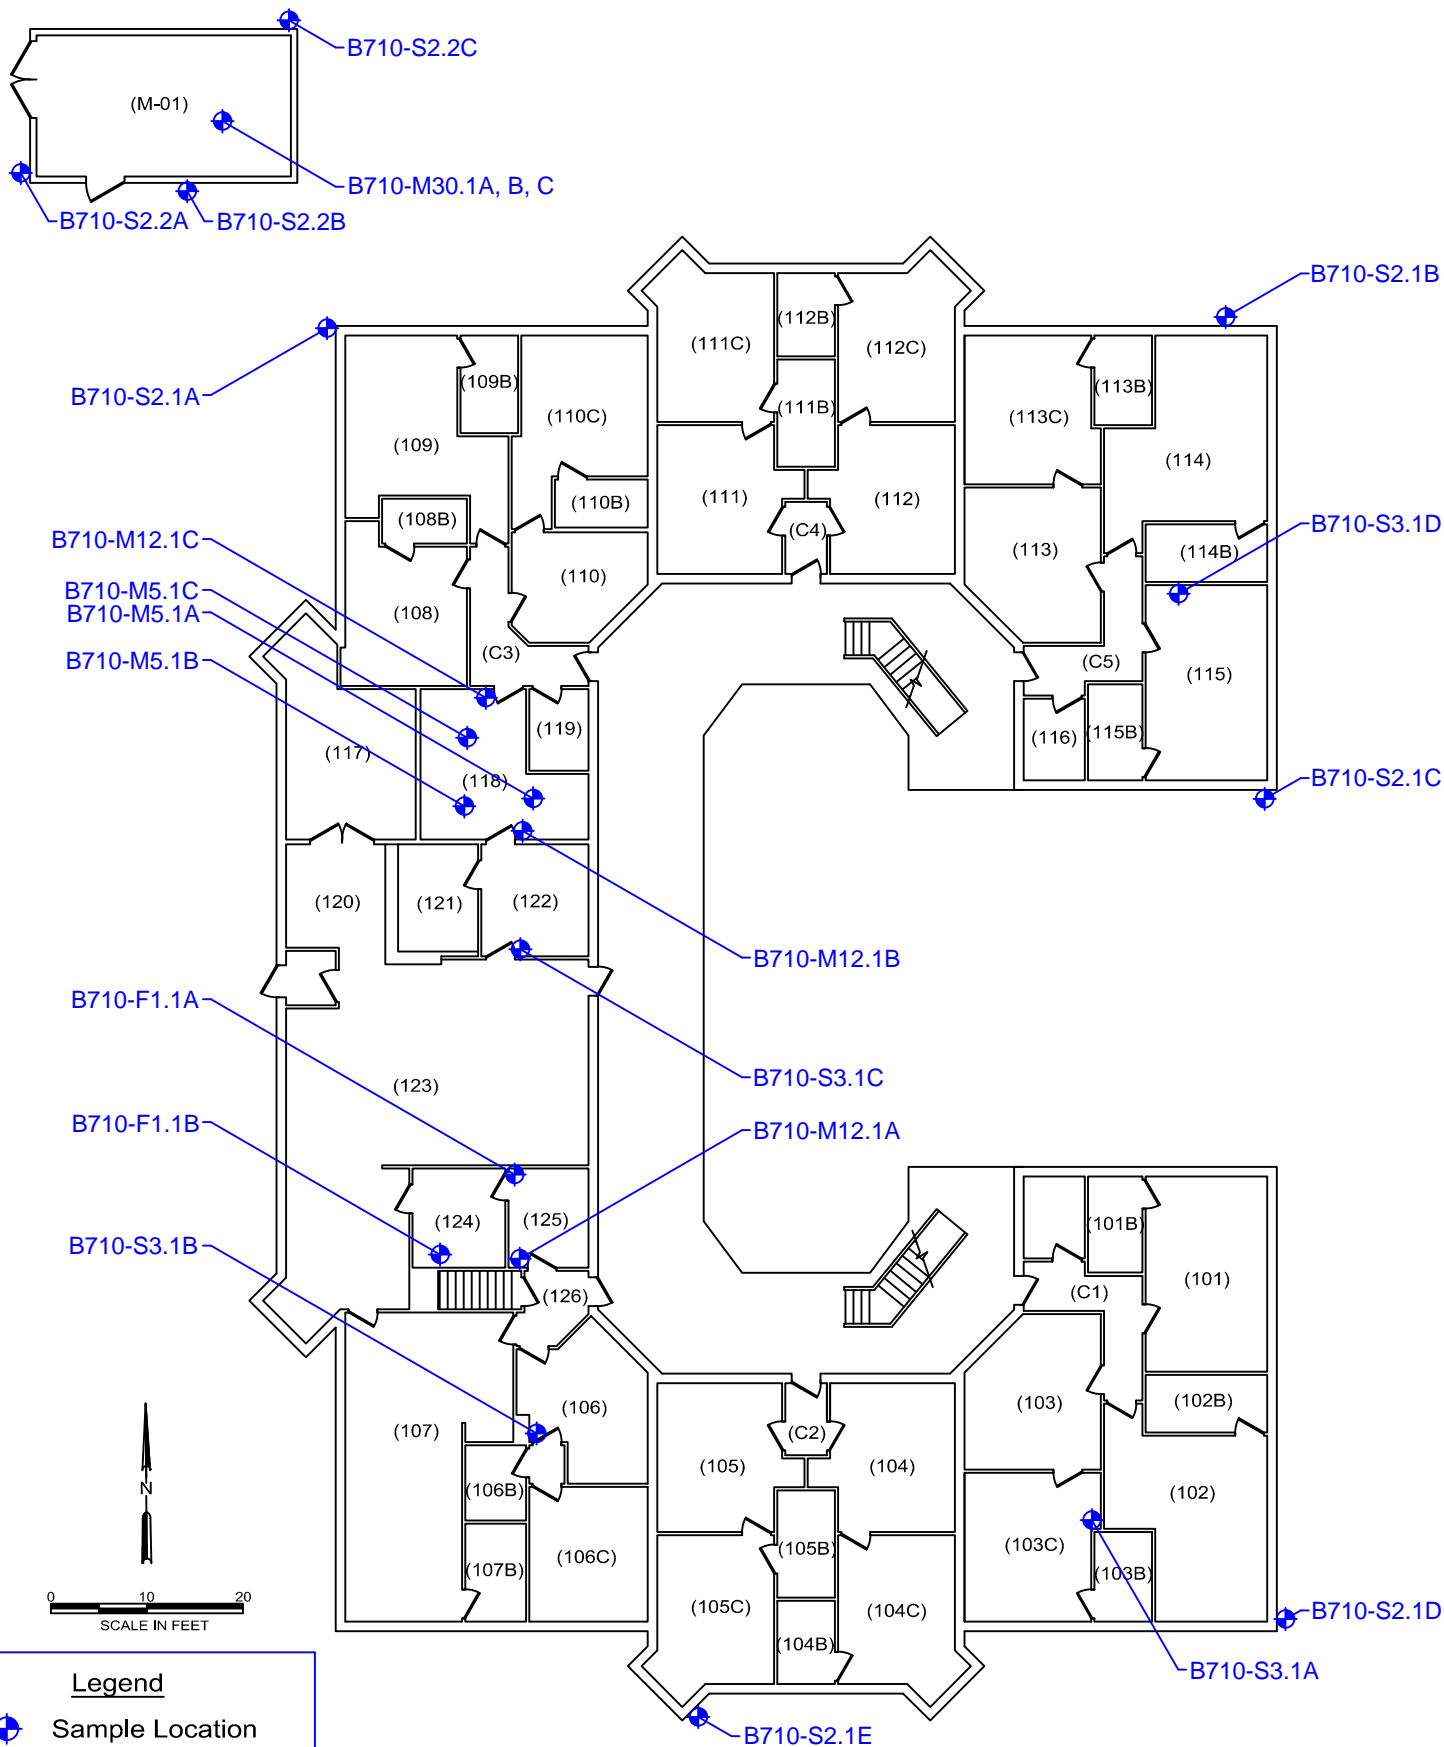 B710-S2.2C
(M-01)
B710-M30.1A, B, C
B710-S2.2A
B710-S2.2B
B710-S2.1B
B710-S2.1A
(109B)
(110C)
(109)
(111C)
(112B)
(112C)
(111B)
(113C)
(113B)
(114)
(108B)
(110B)
(111)
(112)
(C4)
B710-S3.1D
B710-M12.1C
(114B)
(113)
(110)
B710-M5.1C
B710-M5.1A
(108)
B710-M5.1B
(C3)
(C5)
(115)
(119)
(116)
(115B)
(117)
(118)
B710-S2.1C
(120)
(121)
(122)
B710-M12.1B
B710-F1.1A
B710-S3.1C
(123)
B710-F1.1B
B710-M12.1A
(124)
(125)
(101B)
B710-S3.1B
(101)
(126)
(C1)
(106)
(107)
(C2)
(103)
(102B)
(105)
(104)
(106B)
(102)
(103C)
(105B)
(106C)
(107B)
(103B)
(105C)
(104C)
(104B)
N
0 10 20
SCALE IN FEET
B710-S2.1D
B710-S3.1A
B710-S2.1E
Legend
Sample Location